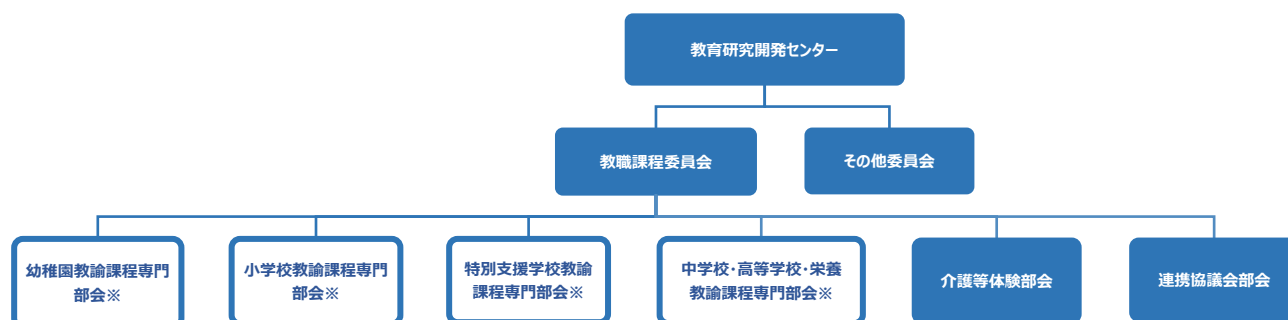 教育研究開発センター
教職課程委員会
その他委員会
幼稚園教諭課程専門
部会※
小学校教諭課程専門
部会※
特別支援学校教諭
課程専門部会※
中学校・高等学校・栄養
教諭課程専門部会※
介護等体験部会
連携協議会部会